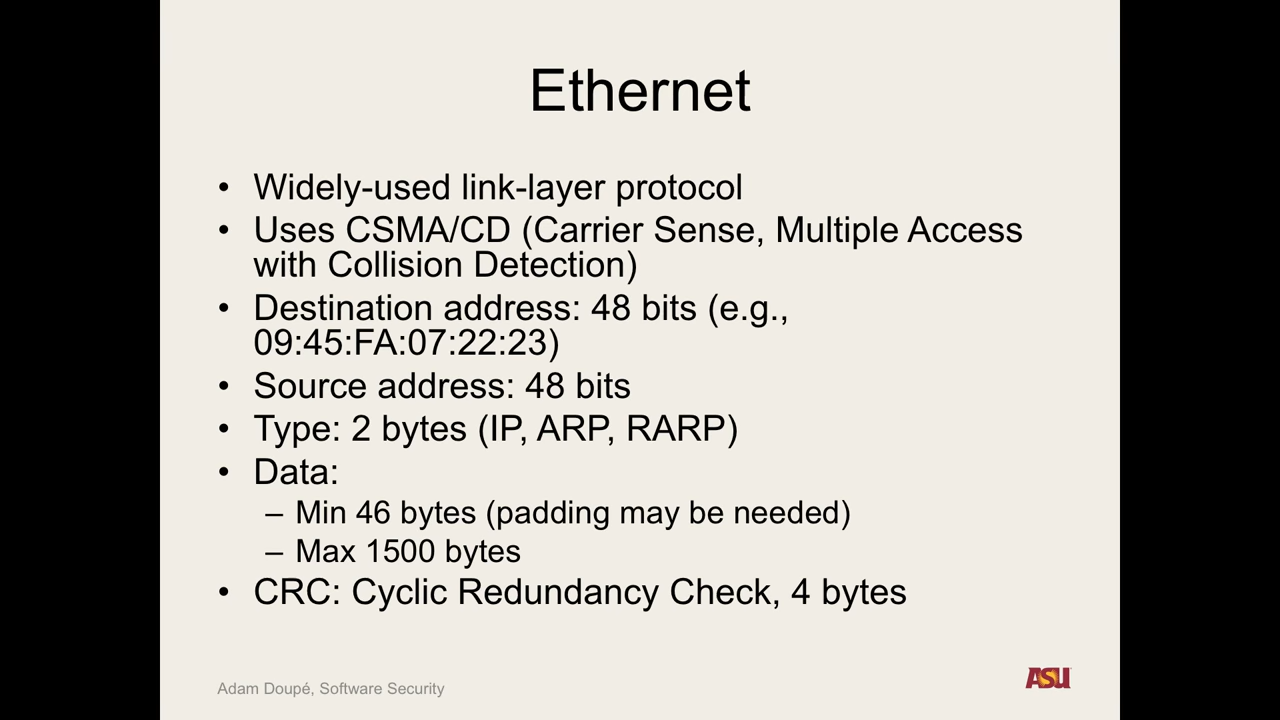 Ethernet
• Widely-used link-layer protocol
• Uses CSMA/CD (Carrier Sense, Multiple Access
with Collision Detection)
• Destination address: 48 bits (e.g.,
09:45:FA:07:22:23)
• Source address: 48 bits
• Type: 2 bytes (IP, ARP, RARP)
• Data:
– Min 46 bytes (padding may be needed)
– Max 1500 bytes
• CRC: Cyclic Redundancy Check, 4 bytes
Adam Doupé, Software Security
ASU